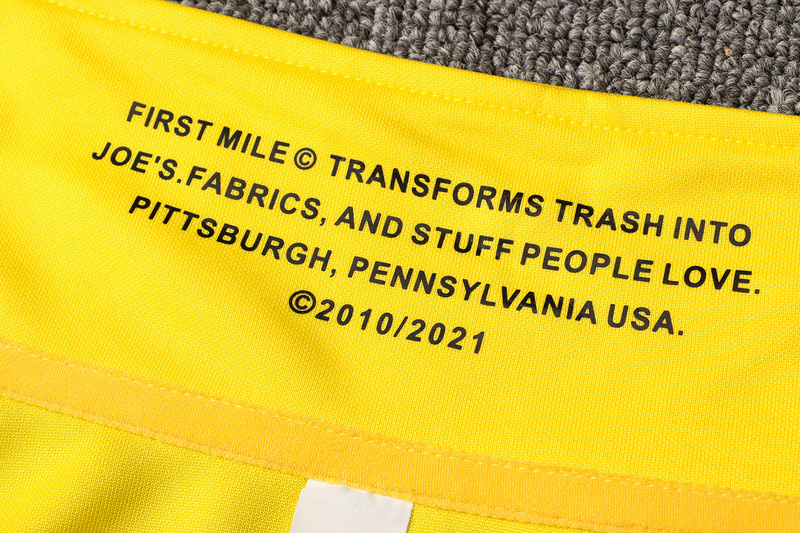 FIRST MILE© TRANSFORMS TRASH INTO
JOE'S.FABRICS, AND STUFF PEOPLE LOVE.
PITTSBURGH, PENNSYLVANIA USA.
©2010/2021